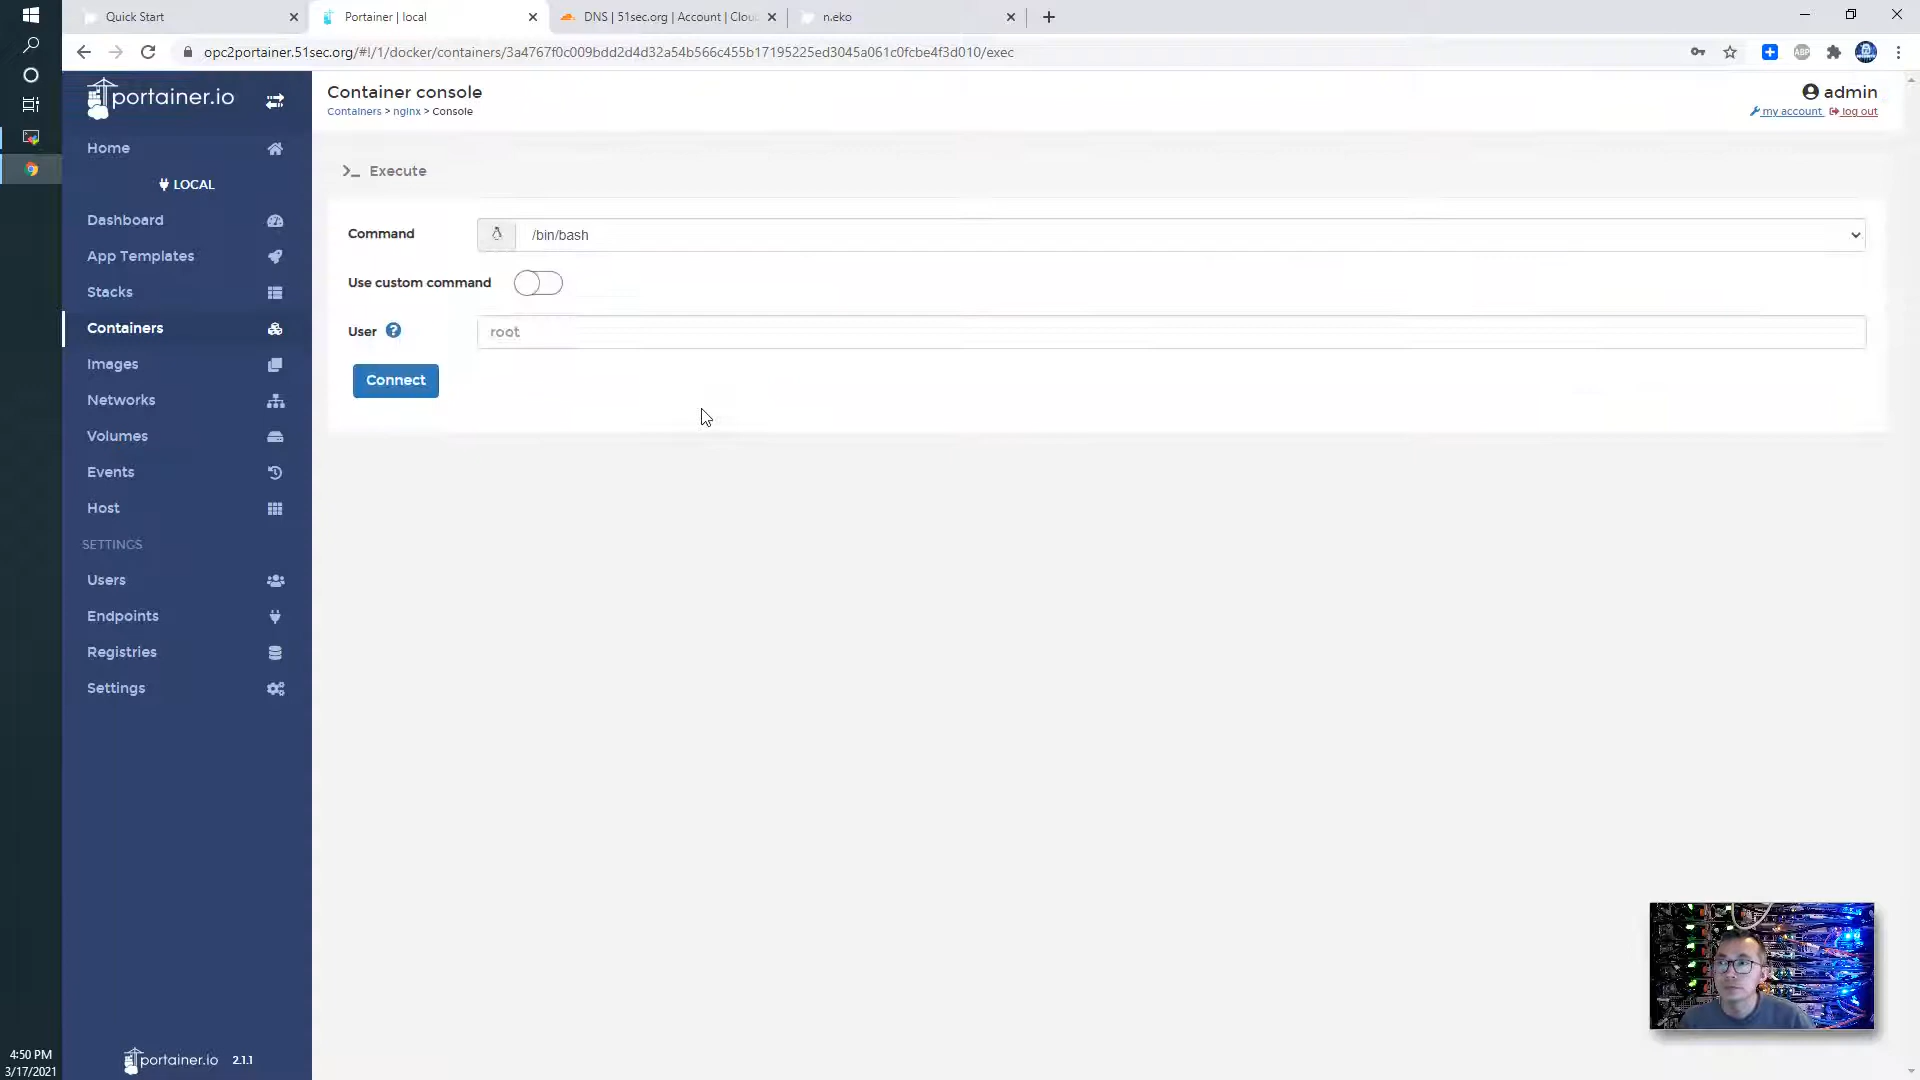 Quick Start
Portainer | local
DNS | 51sec.org | Account | Clou
n.eko
opc2portainer.51sec.org/#!/1/docker/containers/3a4767f0c009bdd2d4d32a54b566c455b17195225ed3045a061c0fcbe4f3d010/exec
ABP
portainer.io
Container console
admin
Containers > nginx > Console
my account log out
Home
LOCAL
Dashboard
App Templates
Stacks
Containers
Images
Networks
Volumes
Events
Host
SETTINGS
Users
Endpoints
Registries
Settings
>_ Execute
Command
/bin/bash
Use custom command
User ?
root
Connect
portainer.io 2.1.1
4:50 PM
3/17/2021